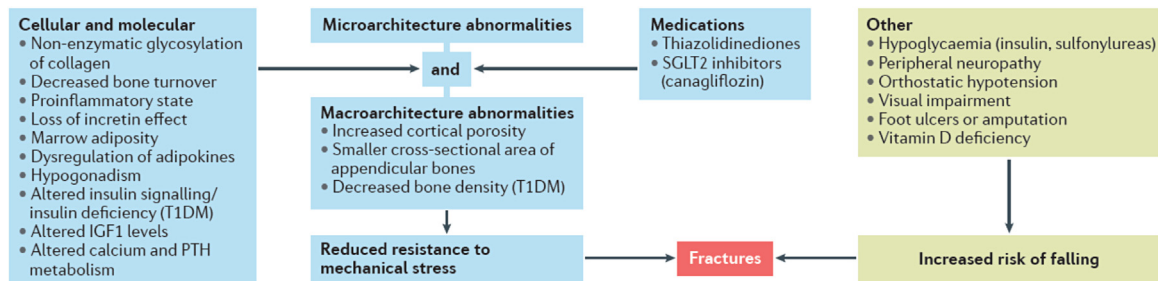 Cellular and molecular
• Non-enzymatic glycosylation
of collagen
• Decreased bone turnover
• Proinflammatory state
• Loss of incretin effect
• Marrow adiposity
• Dysregulation of adipokines
• Hypogonadism
• Altered insulin signalling/
insulin deficiency (T1DM)
• Altered IGF1 levels
• Altered calcium and PTH
metabolism
Microarchitecture abnormalities
and
Macroarchitecture abnormalities
• Increased cortical porosity
• Smaller cross-sectional area of
appendicular bones
• Decreased bone density (T1DM)
Reduced resistance to
mechanical stress
Medications
• Thiazolidinediones
• SGLT2 inhibitors
(canagliflozin)
Fractures
Other
• Hypoglycaemia (insulin, sulfonylureas)
• Peripheral neuropathy
• Orthostatic hypotension
• Visual impairment
• Foot ulcers or amputation
• Vitamin D deficiency
Increased risk of falling